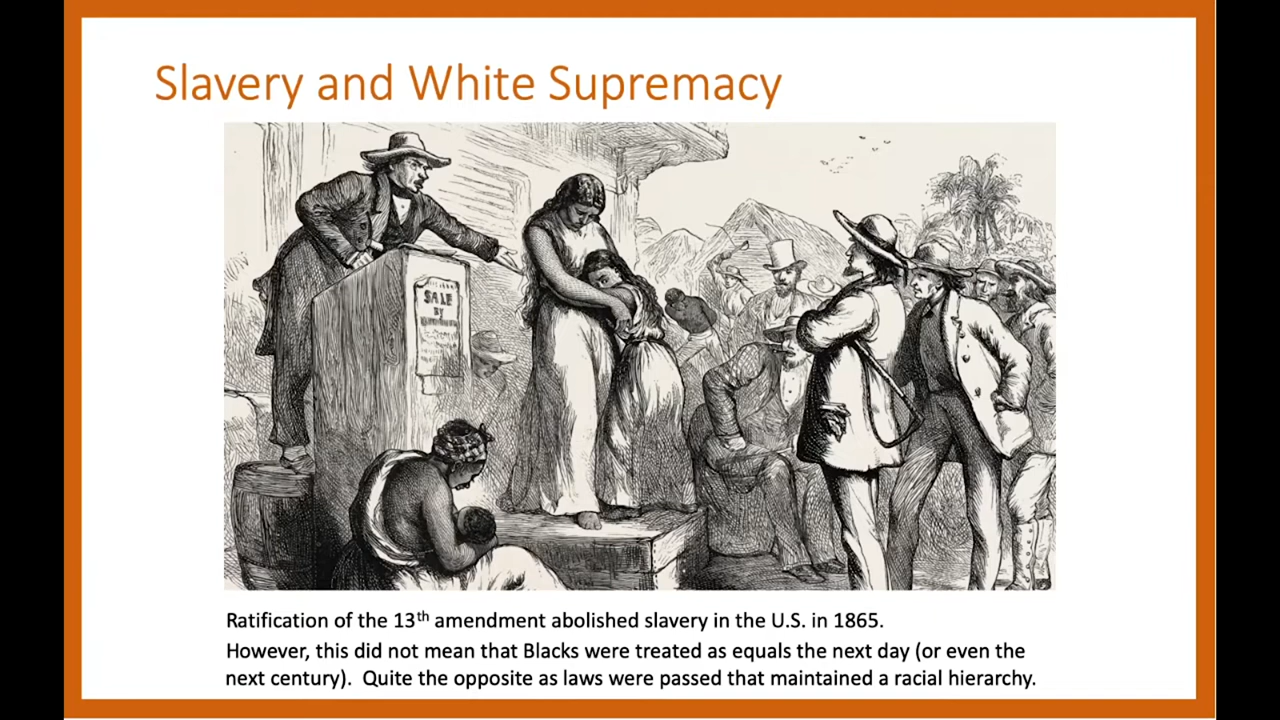 Slavery and White Supremacy
SALE
By
Ratification of the 13th amendment abolished slavery in the U.S. in 1865.
However, this did not mean that Blacks were treated as equals the next day (or even the
next century).  Quite the opposite as laws were passed that maintained a racial hierarchy.